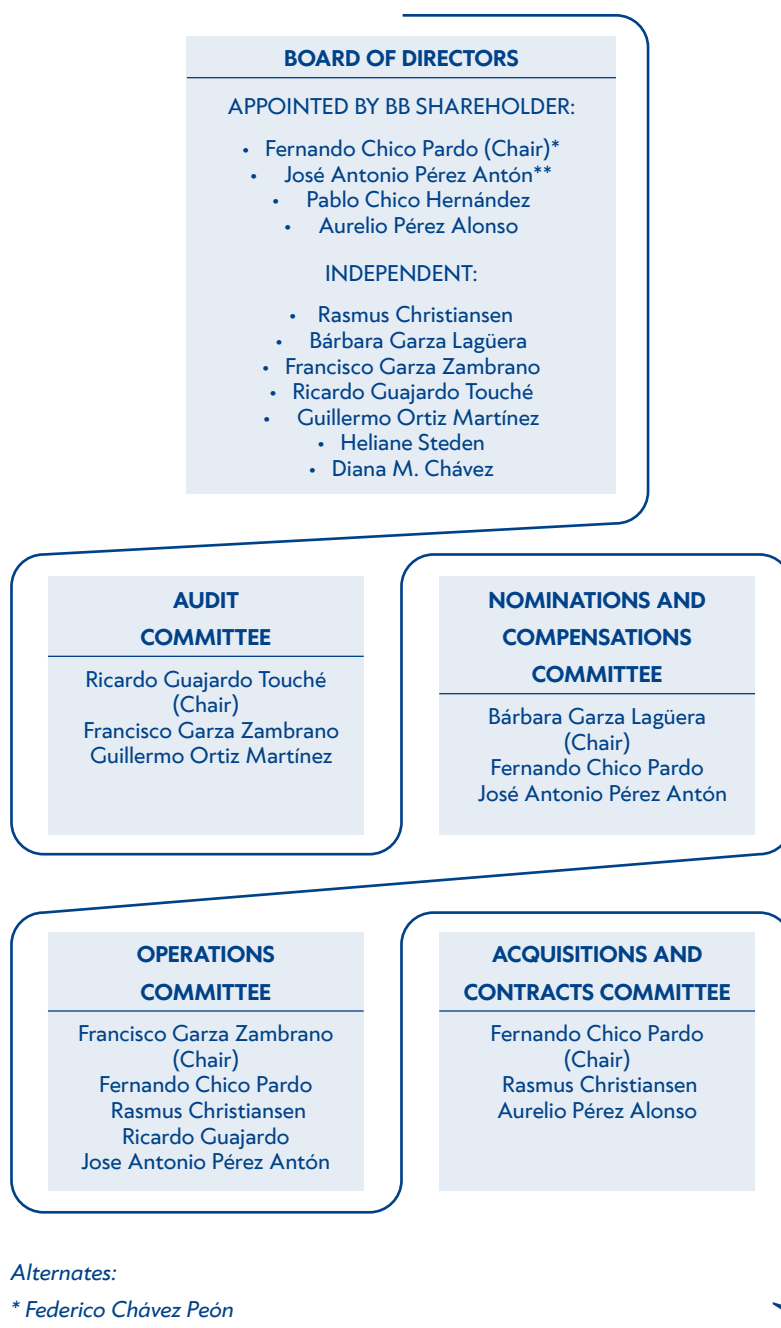 BOARD OF DIRECTORS
APPOINTED BY BB SHAREHOLDER:
• Fernando Chico Pardo (Chair)*
• José Antonio Pérez Antón**
• Pablo Chico Hernández
• Aurelio Pérez Alonso
INDEPENDENT:
• Rasmus Christiansen
• Bárbara Garza Lagüera
• Francisco Garza Zambrano
• Ricardo Guajardo Touché
• Guillermo Ortiz Martínez
• Heliane Steden
• Diana M. Chávez
AUDIT
COMMITTEE
Ricardo Guajardo Touché
(Chair)
Francisco Garza Zambrano
Guillermo Ortiz Martínez
NOMINATIONS AND
COMPENSATIONS
COMMITTEE
Bárbara Garza Lagüera
(Chair)
Fernando Chico Pardo
José Antonio Pérez Antón
OPERATIONS
COMMITTEE
Francisco Garza Zambrano
(Chair)
Fernando Chico Pardo
Rasmus Christiansen
Ricardo Guajardo
Jose Antonio Pérez Antón
ACQUISITIONS AND
CONTRACTS COMMITTEE
Fernando Chico Pardo
(Chair)
Rasmus Christiansen
Aurelio Pérez Alonso
Alternates:
* Federico Chávez Peón